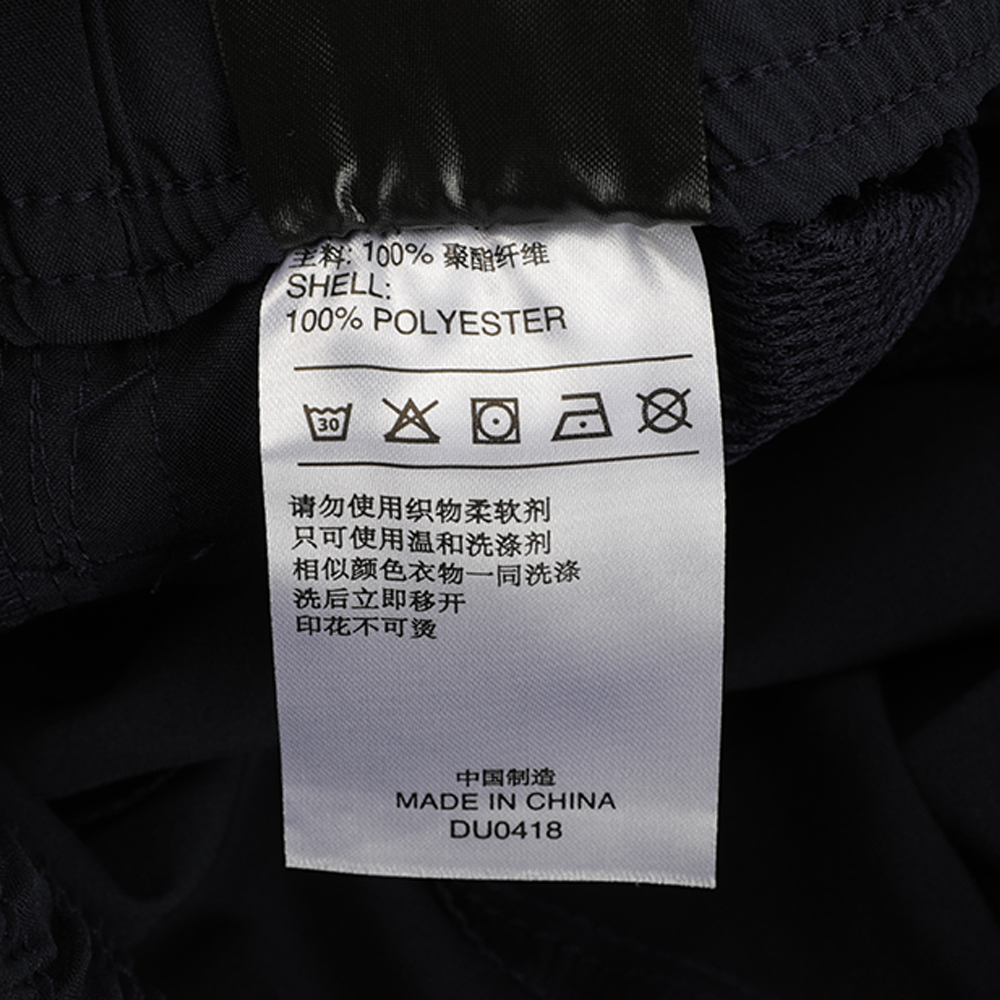 主料: 100% 聚酯纤维
SHELL:
100% POLYESTER
30
请勿使用织物柔软剂
只可使用温和洗涤剂
相似颜色衣物一同洗涤
洗后立即移开
印花不可烫
中国制造
MADE IN CHINA
DU0418